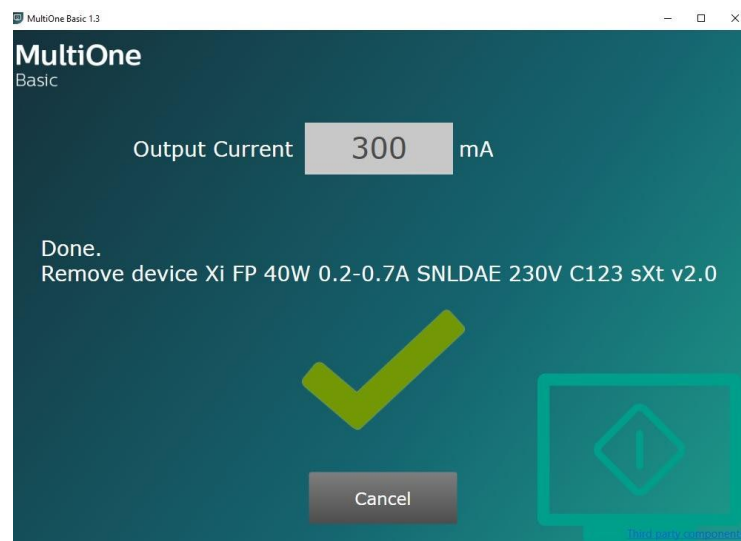 MultiOne Basic 1.3
MultiOne
Basic
Output Current 300 mA
Done.
Remove device Xi FP 40W 0.2-0.7A SNLDAE 230V C123 sXt v2.0
Cancel
Third party component